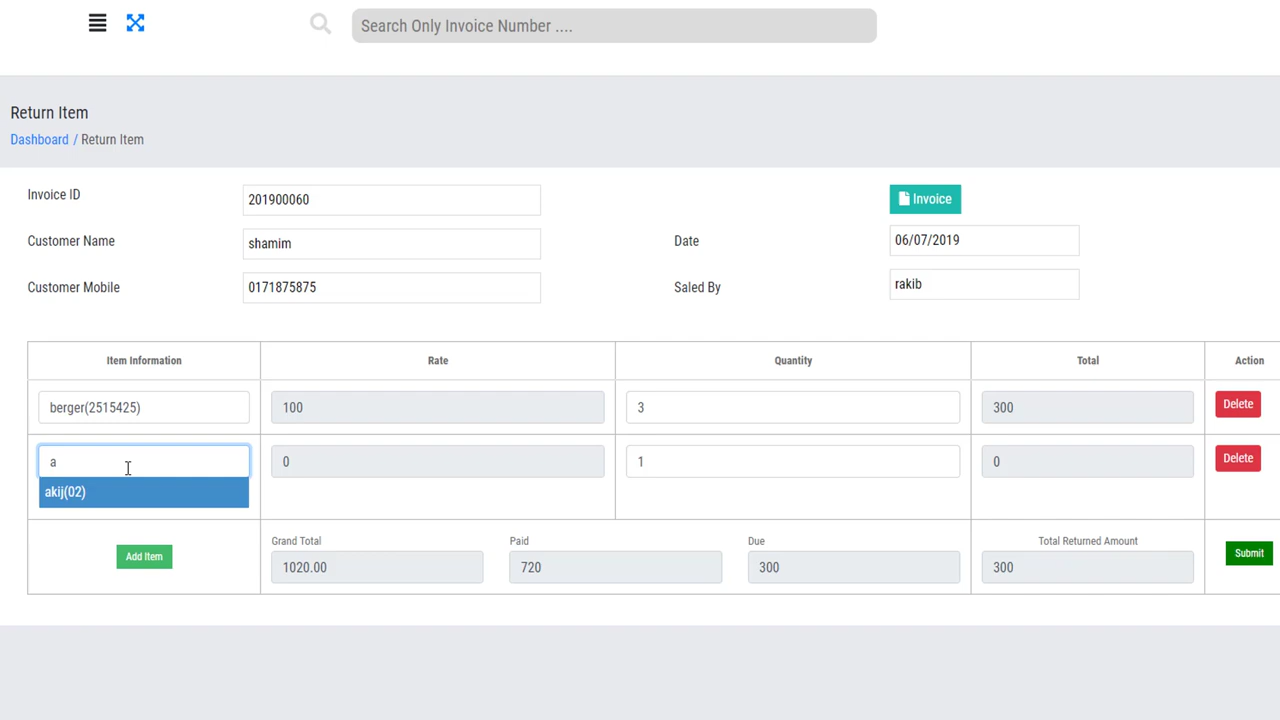 Search Only Invoice Number ....
Return Item
Dashboard / Return Item
Invoice ID 201900060 Invoice
Customer Name shamim Date 06/07/2019
Customer Mobile 0171875875 Saled By rakib
Item Information Rate Quantity Total Action
berger(2515425) 100 3 300 Delete
a 0 1 0 Delete
akij(02)
Grand Total Paid Due Total Returned Amount
Add Item 1020.00 720 300 300 Submit